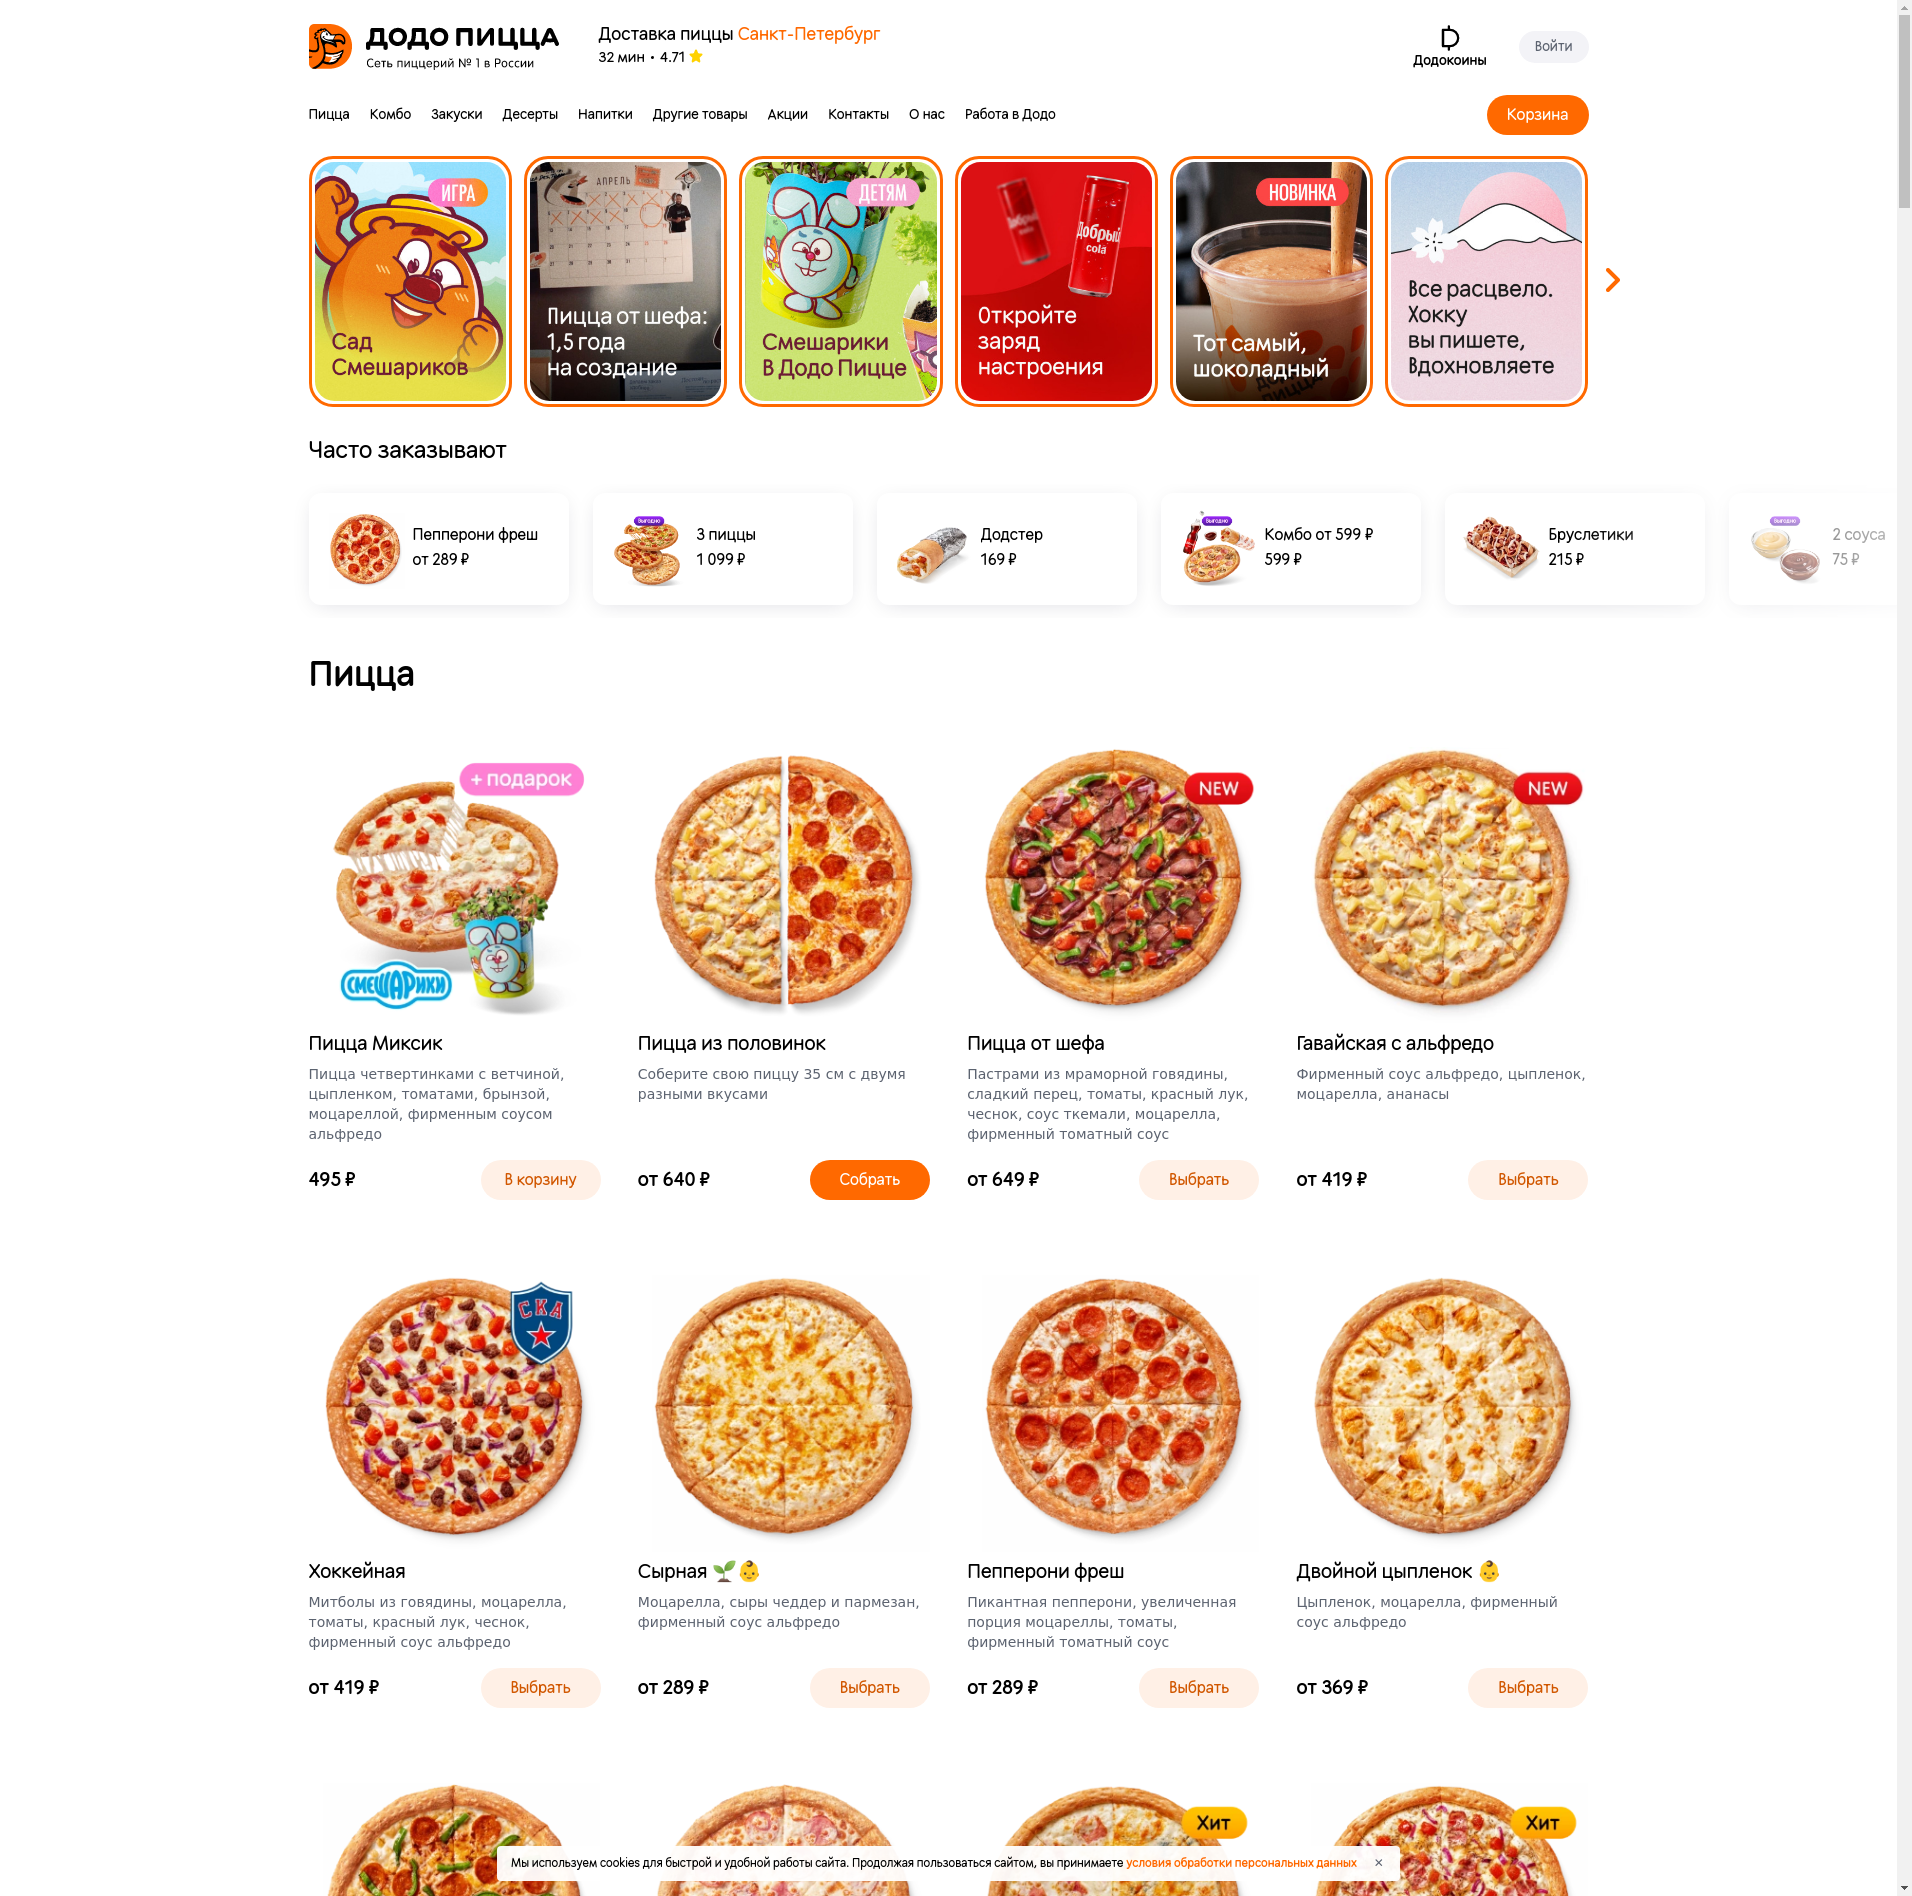 ДОДО ПИЦЦА
Сеть пиццерий № 1 в России
Доставка пиццы Санкт-Петербург
32 мин • 4.71
Додокоины
Войти
Пицца Комбо Закуски Десерты Напитки Другие товары Акции Контакты О нас Работа в Додо
Корзина
ИГРА
Сад
Смешариков
АПРЕЛЬ
Пицца от шефа:
1,5 года
на создание
ДЕТЯМ
Смешарики
В Додо Пицце
Добрый
cola
Откройте
заряд
настроения
НОВИНКА
Тот самый,
шоколадный
Все расцвело.
Хокку
вы пишете,
Вдохновляете
Часто заказывают
Пепперони фреш
от 289 ₽
Выгодно
3 пиццы
1 099 ₽
Додстер
169 ₽
Выгодно
Комбо от 599 ₽
599 ₽
Бруслетики
215 ₽
Выгодно
2 соуса
75 ₽
Пицца
+ подарок
СМЕШАРИКИ
NEW
NEW
Пицца Миксик
Пицца четвертинками с ветчиной,
цыпленком, томатами, брынзой,
моцареллой, фирменным соусом
альфредо
495 ₽
В корзину
Пицца из половинок
Соберите свою пиццу 35 см с двумя
разными вкусами
от 640 ₽
Собрать
Пицца от шефа
Пастрами из мраморной говядины,
сладкий перец, томаты, красный лук,
чеснок, соус ткемали, моцарелла,
фирменный томатный соус
от 649 ₽
Выбрать
Гавайская с альфредо
Фирменный соус альфредо, цыпленок,
моцарелла, ананасы
от 419 ₽
Выбрать
СКА
Хоккейная
Митболы из говядины, моцарелла,
томаты, красный лук, чеснок,
фирменный соус альфредо
от 419 ₽
Выбрать
Сырная 🌱👶
Моцарелла, сыры чеддер и пармезан,
фирменный соус альфредо
от 289 ₽
Выбрать
Пепперони фреш
Пикантная пепперони, увеличенная
порция моцареллы, томаты,
фирменный томатный соус
от 289 ₽
Выбрать
Двойной цыпленок 👶
Цыпленок, моцарелла, фирменный
соус альфредо
от 369 ₽
Выбрать
Хит
Хит
Мы используем cookies для быстрой и удобной работы сайта. Продолжая пользоваться сайтом, вы принимаете условия обработки персональных данных